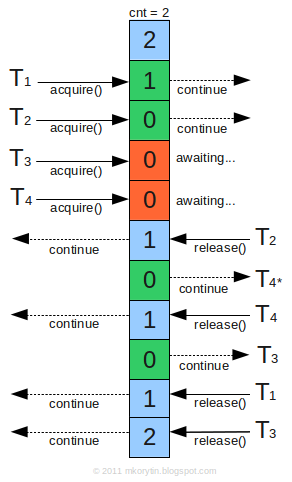 cnt = 2
2
T1 acquire() 1 continue
T2 acquire() 0 continue
T3 acquire() 0 awaiting...
T4 acquire() 0 awaiting...
continue 1 release() T2
0 continue T4*
continue 1 release() T4
0 continue T3
continue 1 release() T1
continue 2 release() T3
© 2011 mkorytin.blogspot.com